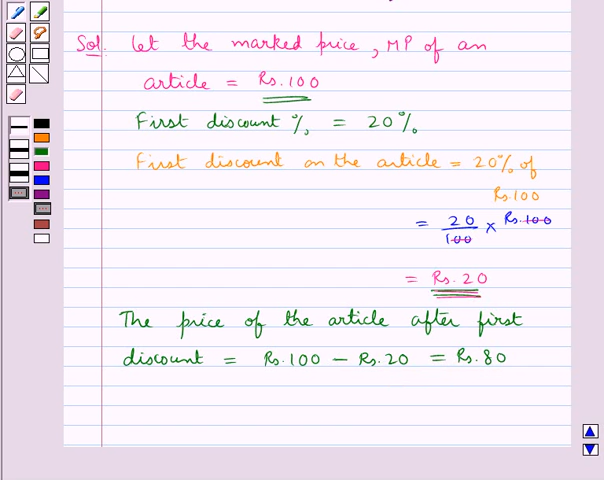 Sol. Let the marked price, MP of an
article = Rs.100
First discount % = 20%.
First discount on the article = 20% of
Rs.100
= 20/100 × Rs.100
= Rs.20
The price of the article after first
discount = Rs.100 - Rs.20 = Rs.80